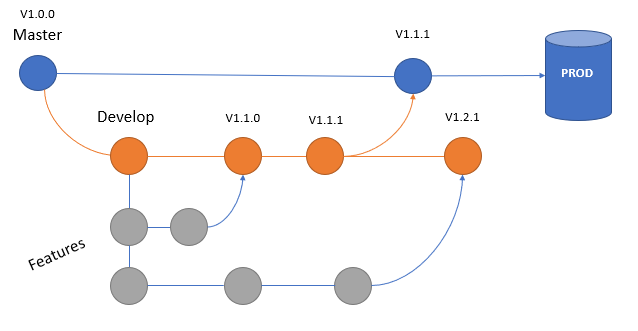 V1.0.0
Master
V1.1.1
PROD
Develop
V1.1.0
V1.1.1
V1.2.1
Features